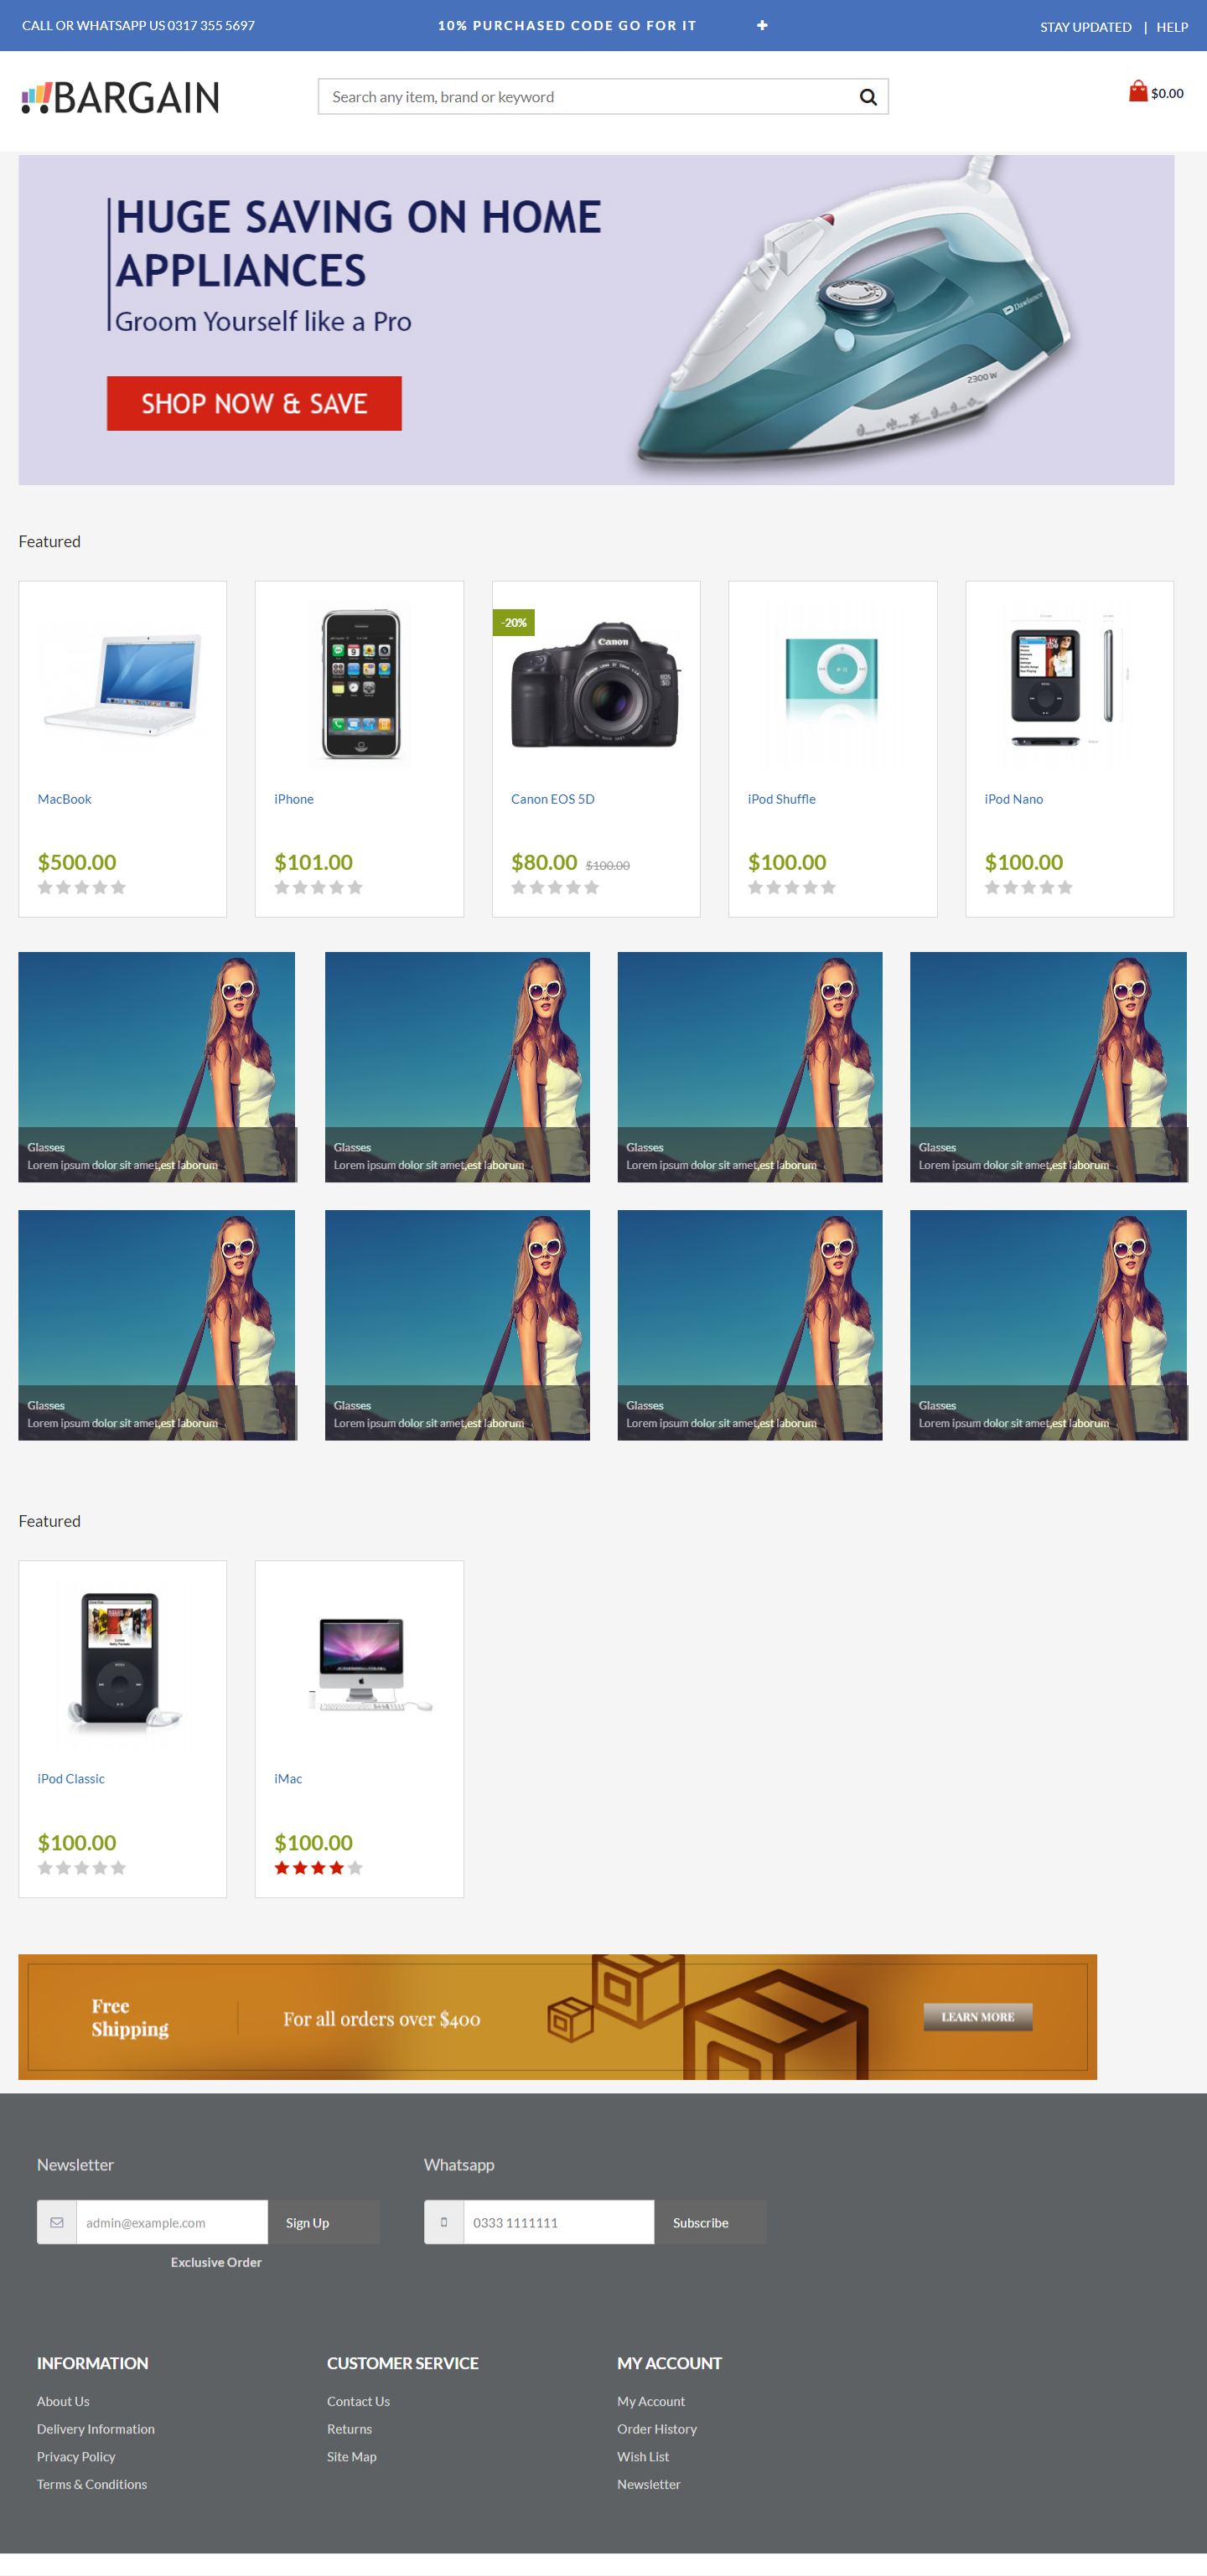 CALL OR WHATSAPP US 0317 355 5697
10% PURCHASED CODE GO FOR IT
STAY UPDATED | HELP
BARGAIN
Search any item, brand or keyword
$0.00
HUGE SAVING ON HOME
APPLIANCES
Groom Yourself like a Pro
SHOP NOW & SAVE
Dawlance
2300 W
Featured
-20%
Canon
EOS
5D
MacBook
iPhone
Canon EOS 5D
iPod Shuffle
iPod Nano
$500.00
$101.00
$80.00 $100.00
$100.00
$100.00
Glasses
Lorem ipsum dolor sit amet,est laborum
Glasses
Lorem ipsum dolor sit amet,est laborum
Glasses
Lorem ipsum dolor sit amet,est laborum
Glasses
Lorem ipsum dolor sit amet,est laborum
Glasses
Lorem ipsum dolor sit amet,est laborum
Glasses
Lorem ipsum dolor sit amet,est laborum
Glasses
Lorem ipsum dolor sit amet,est laborum
Glasses
Lorem ipsum dolor sit amet,est laborum
Featured
iPod Classic
iMac
$100.00
$100.00
Free
Shipping
For all orders over $400
LEARN MORE
Newsletter
Whatsapp
admin@example.com
Sign Up
0333 1111111
Subscribe
Exclusive Order
INFORMATION
About Us
Delivery Information
Privacy Policy
Terms & Conditions
CUSTOMER SERVICE
Contact Us
Returns
Site Map
MY ACCOUNT
My Account
Order History
Wish List
Newsletter